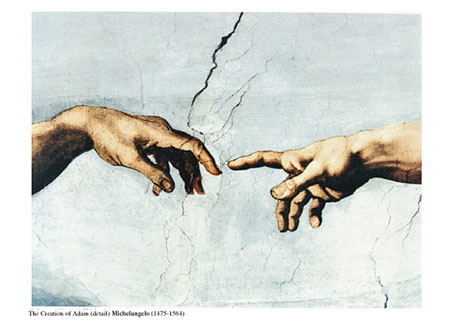 The Creation of Adam (detail) Michelangelo (1475-1564)